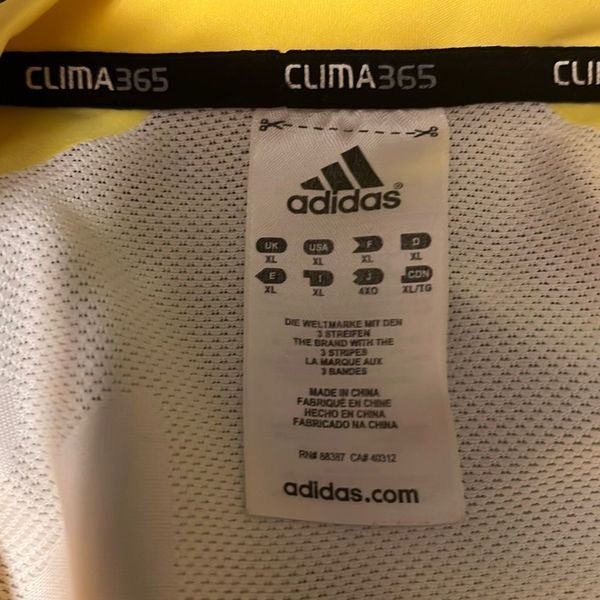 CLIMA365 CLIMA365 CLI
adidas®
UK USA F D
XL XL XL XL
E I J CDN
XL XL 4XO XL/TG
DIE WELTMARKE MIT DEN
3 STREIFEN
THE BRAND WITH THE
3 STRIPES
LA MARQUE AUX
3 BANDES
MADE IN CHINA
FABRIQUÉ EN CHINE
HECHO EN CHINA
FABRICADO NA CHINA
RN# 88387 CA# 40312
adidas.com